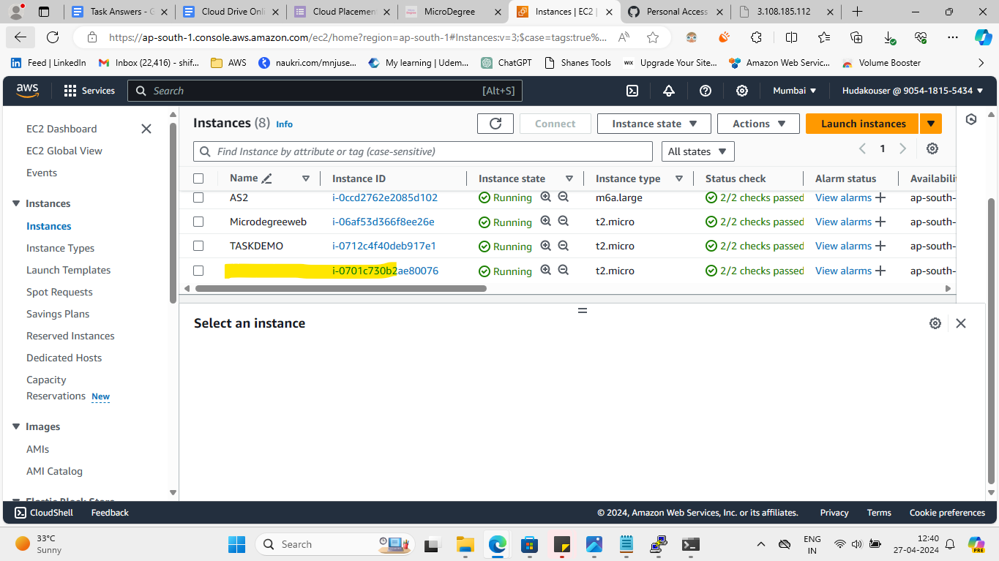 Task Answers - G
Cloud Drive Onli
Cloud Placement
MicroDegree
Instances | EC2 |
Personal Access
3.108.185.112
https://ap-south-1.console.aws.amazon.com/ec2/home?region=ap-south-1#Instances:v=3;$case=tags:true%...
Feed | LinkedIn
Inbox (22,416) - shif...
AWS
naukri.com/mnjuse...
My learning | Udem...
ChatGPT
Shanes Tools
WIX Upgrade Your Site...
Amazon Web Servic...
Volume Booster
aws
Services
Search [Alt+S]
Mumbai
Hudakouser @ 9054-1815-5434
EC2 Dashboard
EC2 Global View
Events
Instances
Instances
Instance Types
Launch Templates
Spot Requests
Savings Plans
Reserved Instances
Dedicated Hosts
Capacity
Reservations New
Images
AMIs
AMI Catalog
Instances (8) Info
Connect
Instance state
Actions
Launch instances
Find Instance by attribute or tag (case-sensitive)
All states
1
Name Instance ID Instance state Instance type Status check Alarm status Availabili
AS2 i-0ccd2762e2085d102 Running m6a.large 2/2 checks passed View alarms + ap-south-
Microdegreeweb i-06af53d366f8ee26e Running t2.micro 2/2 checks passed View alarms + ap-south-
TASKDEMO i-0712c4f40deb917e1 Running t2.micro 2/2 checks passed View alarms + ap-south-
i-0701c730b2ae80076 Running t2.micro 2/2 checks passed View alarms + ap-south-
Select an instance
CloudShell Feedback © 2024, Amazon Web Services, Inc. or its affiliates. Privacy Terms Cookie preferences
33°C
Sunny
Search
ENG
IN
12:40
27-04-2024
PRE